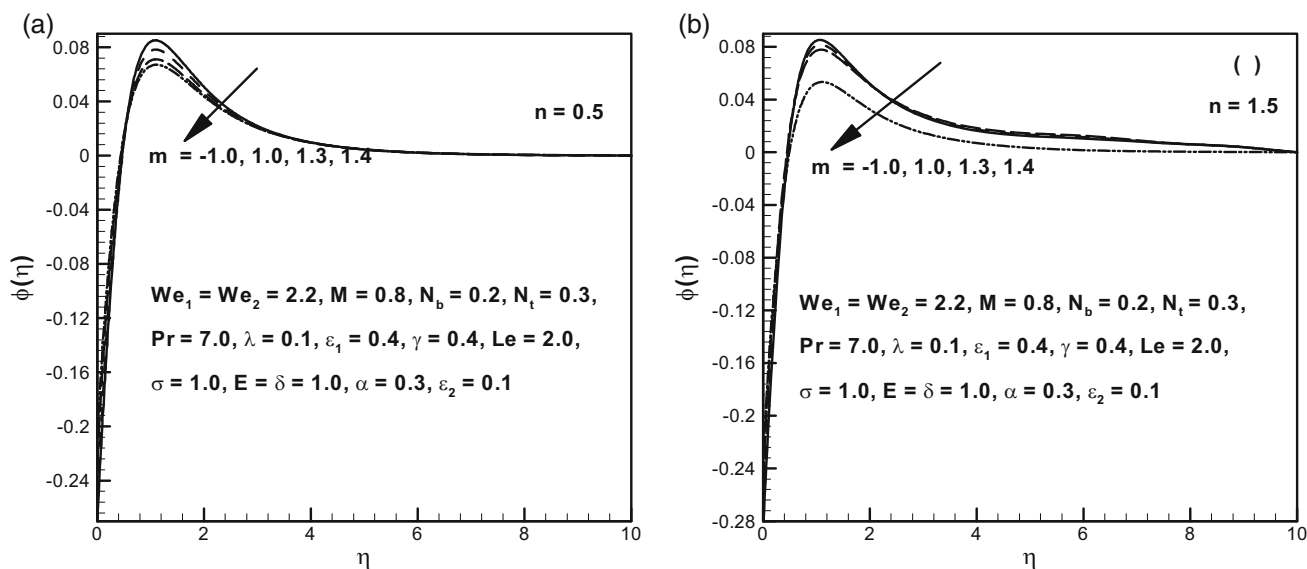 (a)
0.08
0.04
0
-0.04
-0.08
-0.12
-0.16
-0.2
-0.24
ϕ(η)
n = 0.5
m = -1.0, 1.0, 1.3, 1.4
We₁ = We₂ = 2.2, M = 0.8, N_b = 0.2, N_t = 0.3,
Pr = 7.0, λ = 0.1, ε₁ = 0.4, γ = 0.4, Le = 2.0,
σ = 1.0, E = δ = 1.0, α = 0.3, ε₂ = 0.1
0 2 4 6 8 10
η
(b)
0.08
0.04
0
-0.04
-0.08
-0.12
-0.16
-0.2
-0.24
-0.28
ϕ(η)
( )
n = 1.5
m = -1.0, 1.0, 1.3, 1.4
We₁ = We₂ = 2.2, M = 0.8, N_b = 0.2, N_t = 0.3,
Pr = 7.0, λ = 0.1, ε₁ = 0.4, γ = 0.4, Le = 2.0,
σ = 1.0, E = δ = 1.0, α = 0.3, ε₂ = 0.1
0 2 4 6 8 10
η